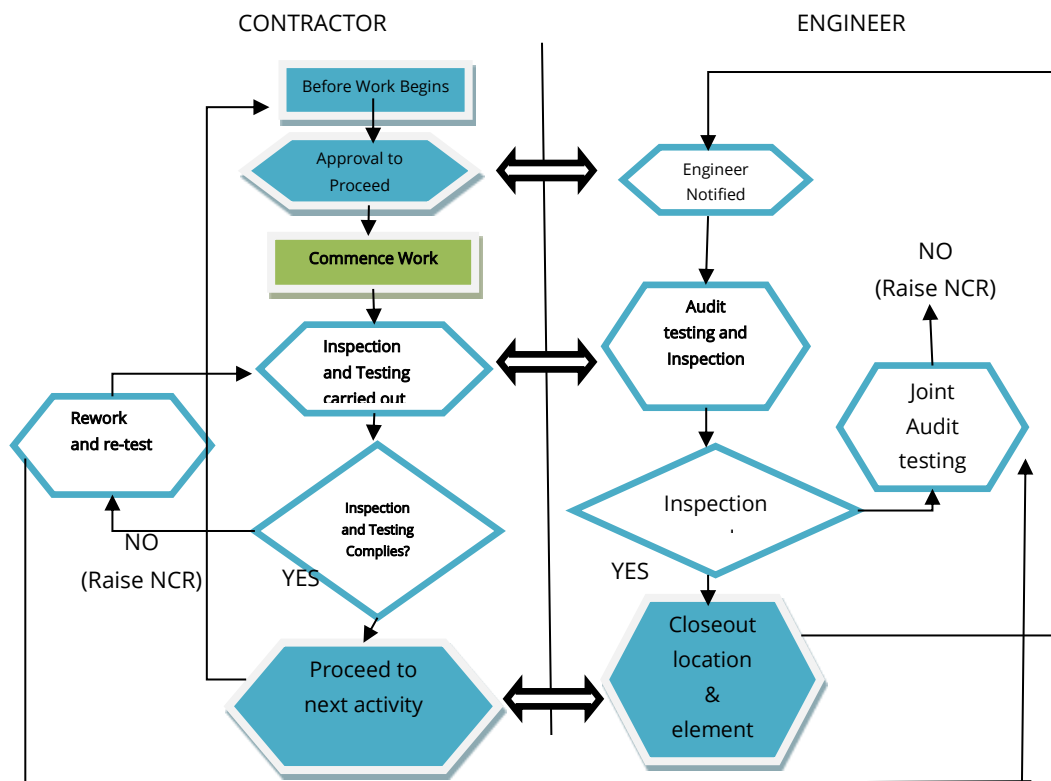 CONTRACTOR
ENGINEER
Before Work Begins
Approval to
Proceed
Engineer
Notified
Commence Work
NO
(Raise NCR)
Audit
testing and
Inspection
Inspection
and Testing
carried out
Joint
Audit
testing
Rework
and re-test
Inspection
and Testing
Complies?
Inspection
NO
(Raise NCR)
YES
YES
Closeout
location
&
element
Proceed to
next activity